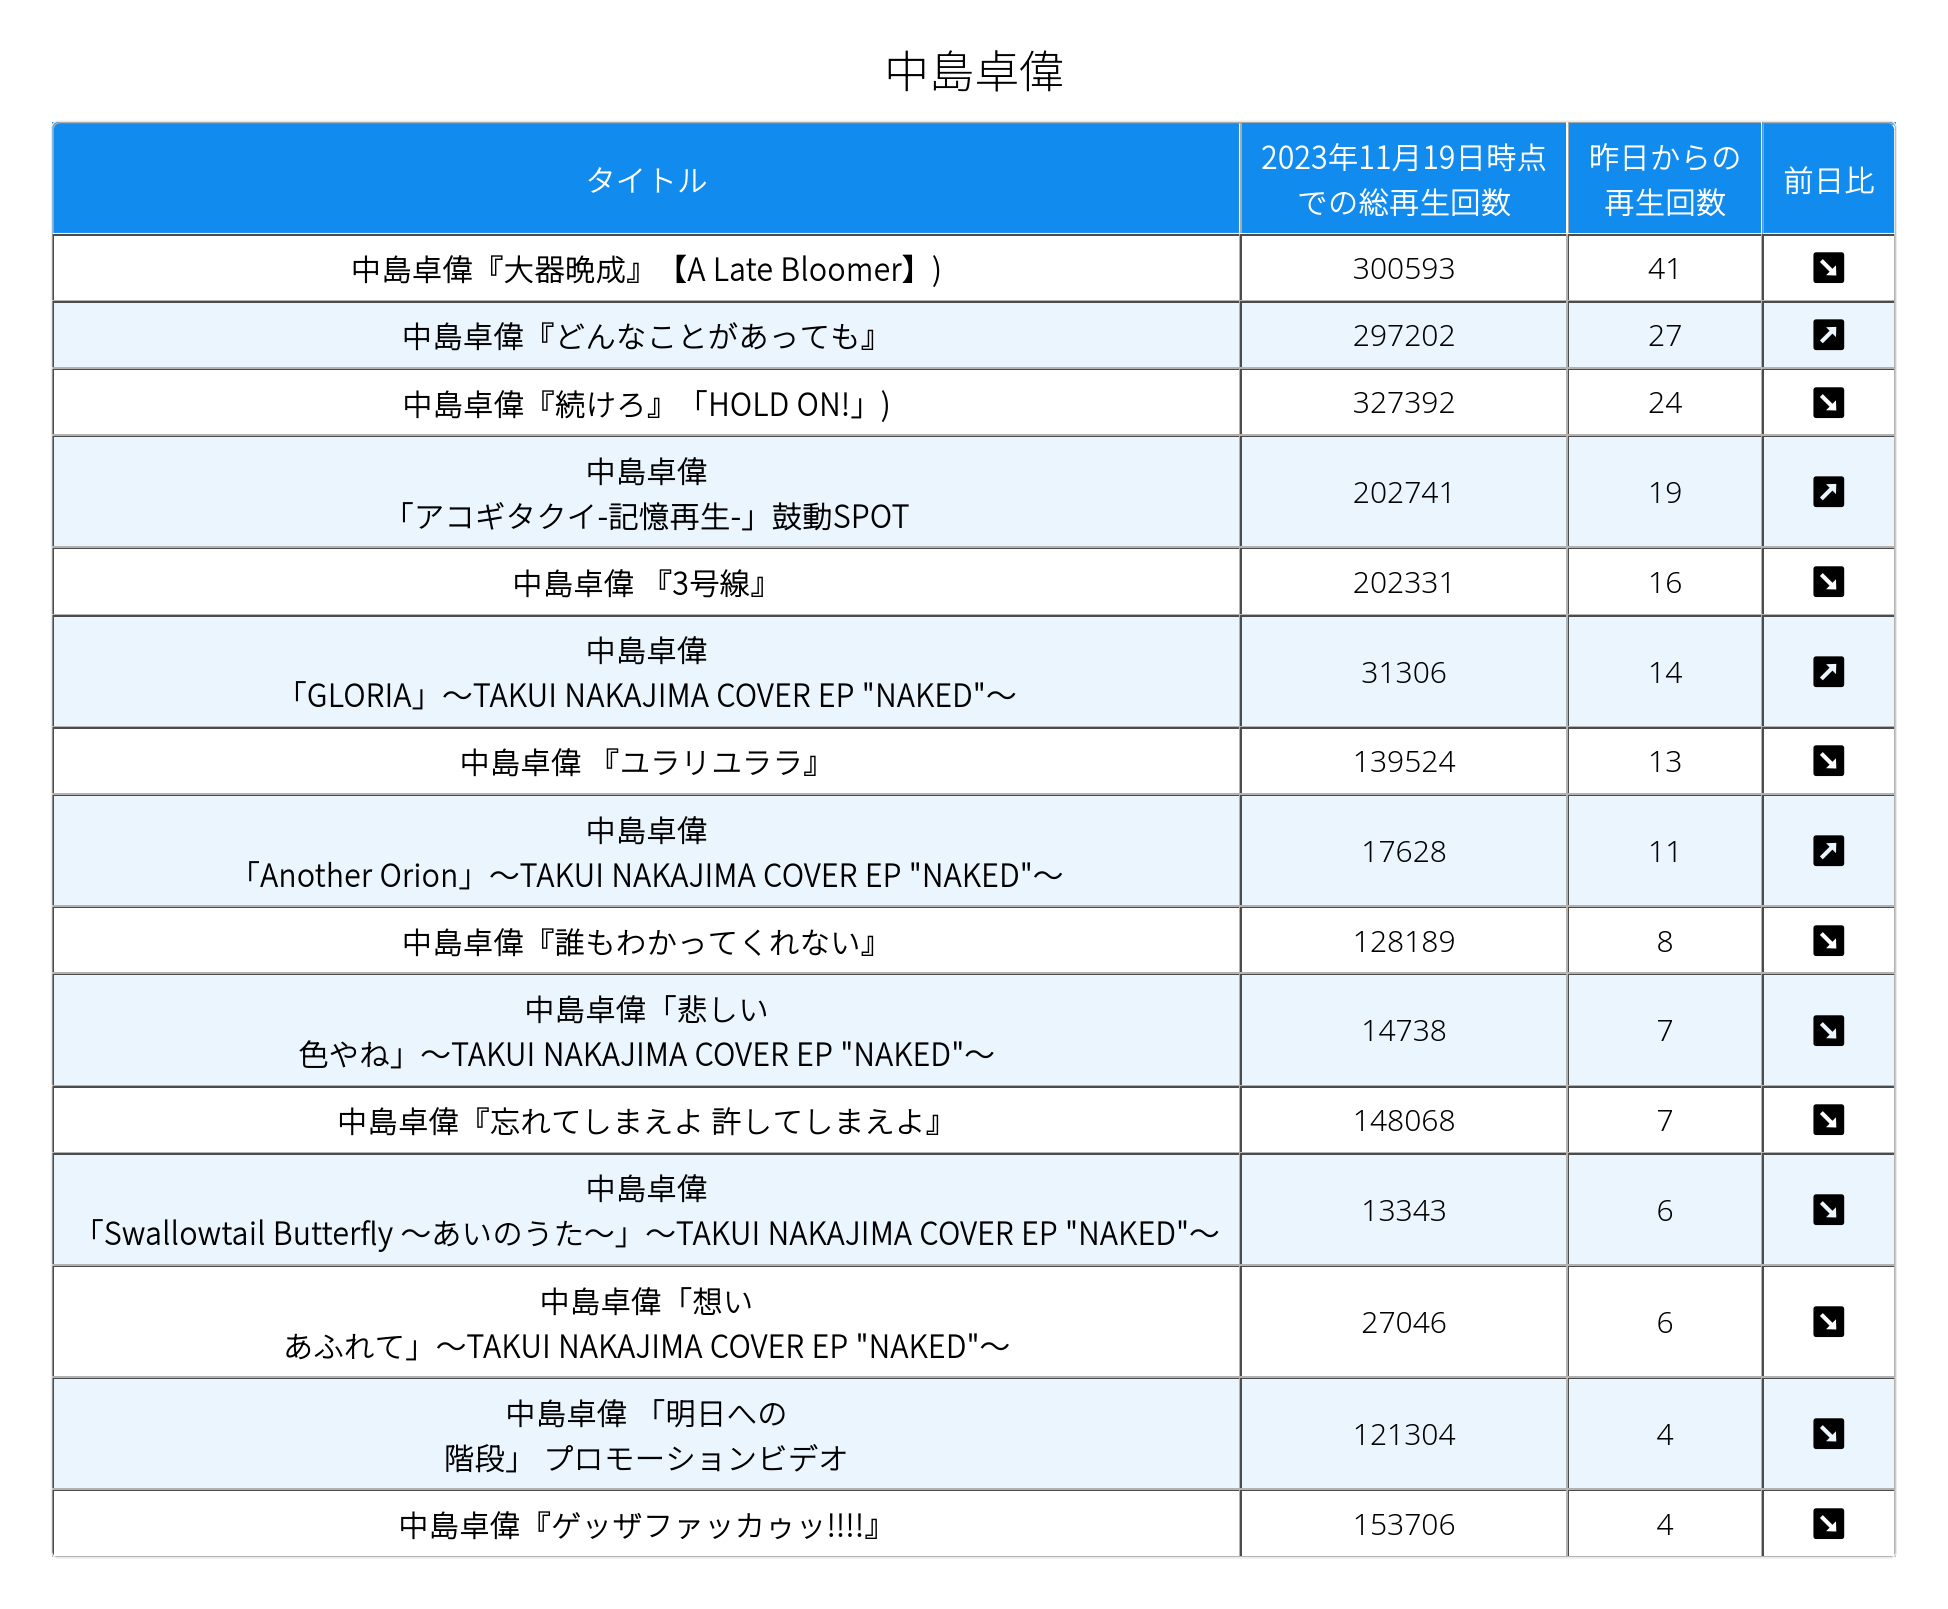 中島卓偉
タイトル
2023年11月19日時点
での総再生回数
昨日からの
再生回数
前日比
中島卓偉『大器晩成』【A Late Bloomer】)
300593
41
中島卓偉『どんなことがあっても』
297202
27
中島卓偉『続けろ』「HOLD ON!」)
327392
24
中島卓偉
「アコギタクイ-記憶再生-」鼓動SPOT
202741
19
中島卓偉 『3号線』
202331
16
中島卓偉
「GLORIA」～TAKUI NAKAJIMA COVER EP "NAKED"～
31306
14
中島卓偉 『ユラリユララ』
139524
13
中島卓偉
「Another Orion」～TAKUI NAKAJIMA COVER EP "NAKED"～
17628
11
中島卓偉『誰もわかってくれない』
128189
8
中島卓偉「悲しい
色やね」～TAKUI NAKAJIMA COVER EP "NAKED"～
14738
7
中島卓偉『忘れてしまえよ 許してしまえよ』
148068
7
中島卓偉
「Swallowtail Butterfly ～あいのうた～」～TAKUI NAKAJIMA COVER EP "NAKED"～
13343
6
中島卓偉「想い
あふれて」～TAKUI NAKAJIMA COVER EP "NAKED"～
27046
6
中島卓偉 「明日への
階段」 プロモーションビデオ
121304
4
中島卓偉『ゲッザファッカゥッ!!!!』
153706
4